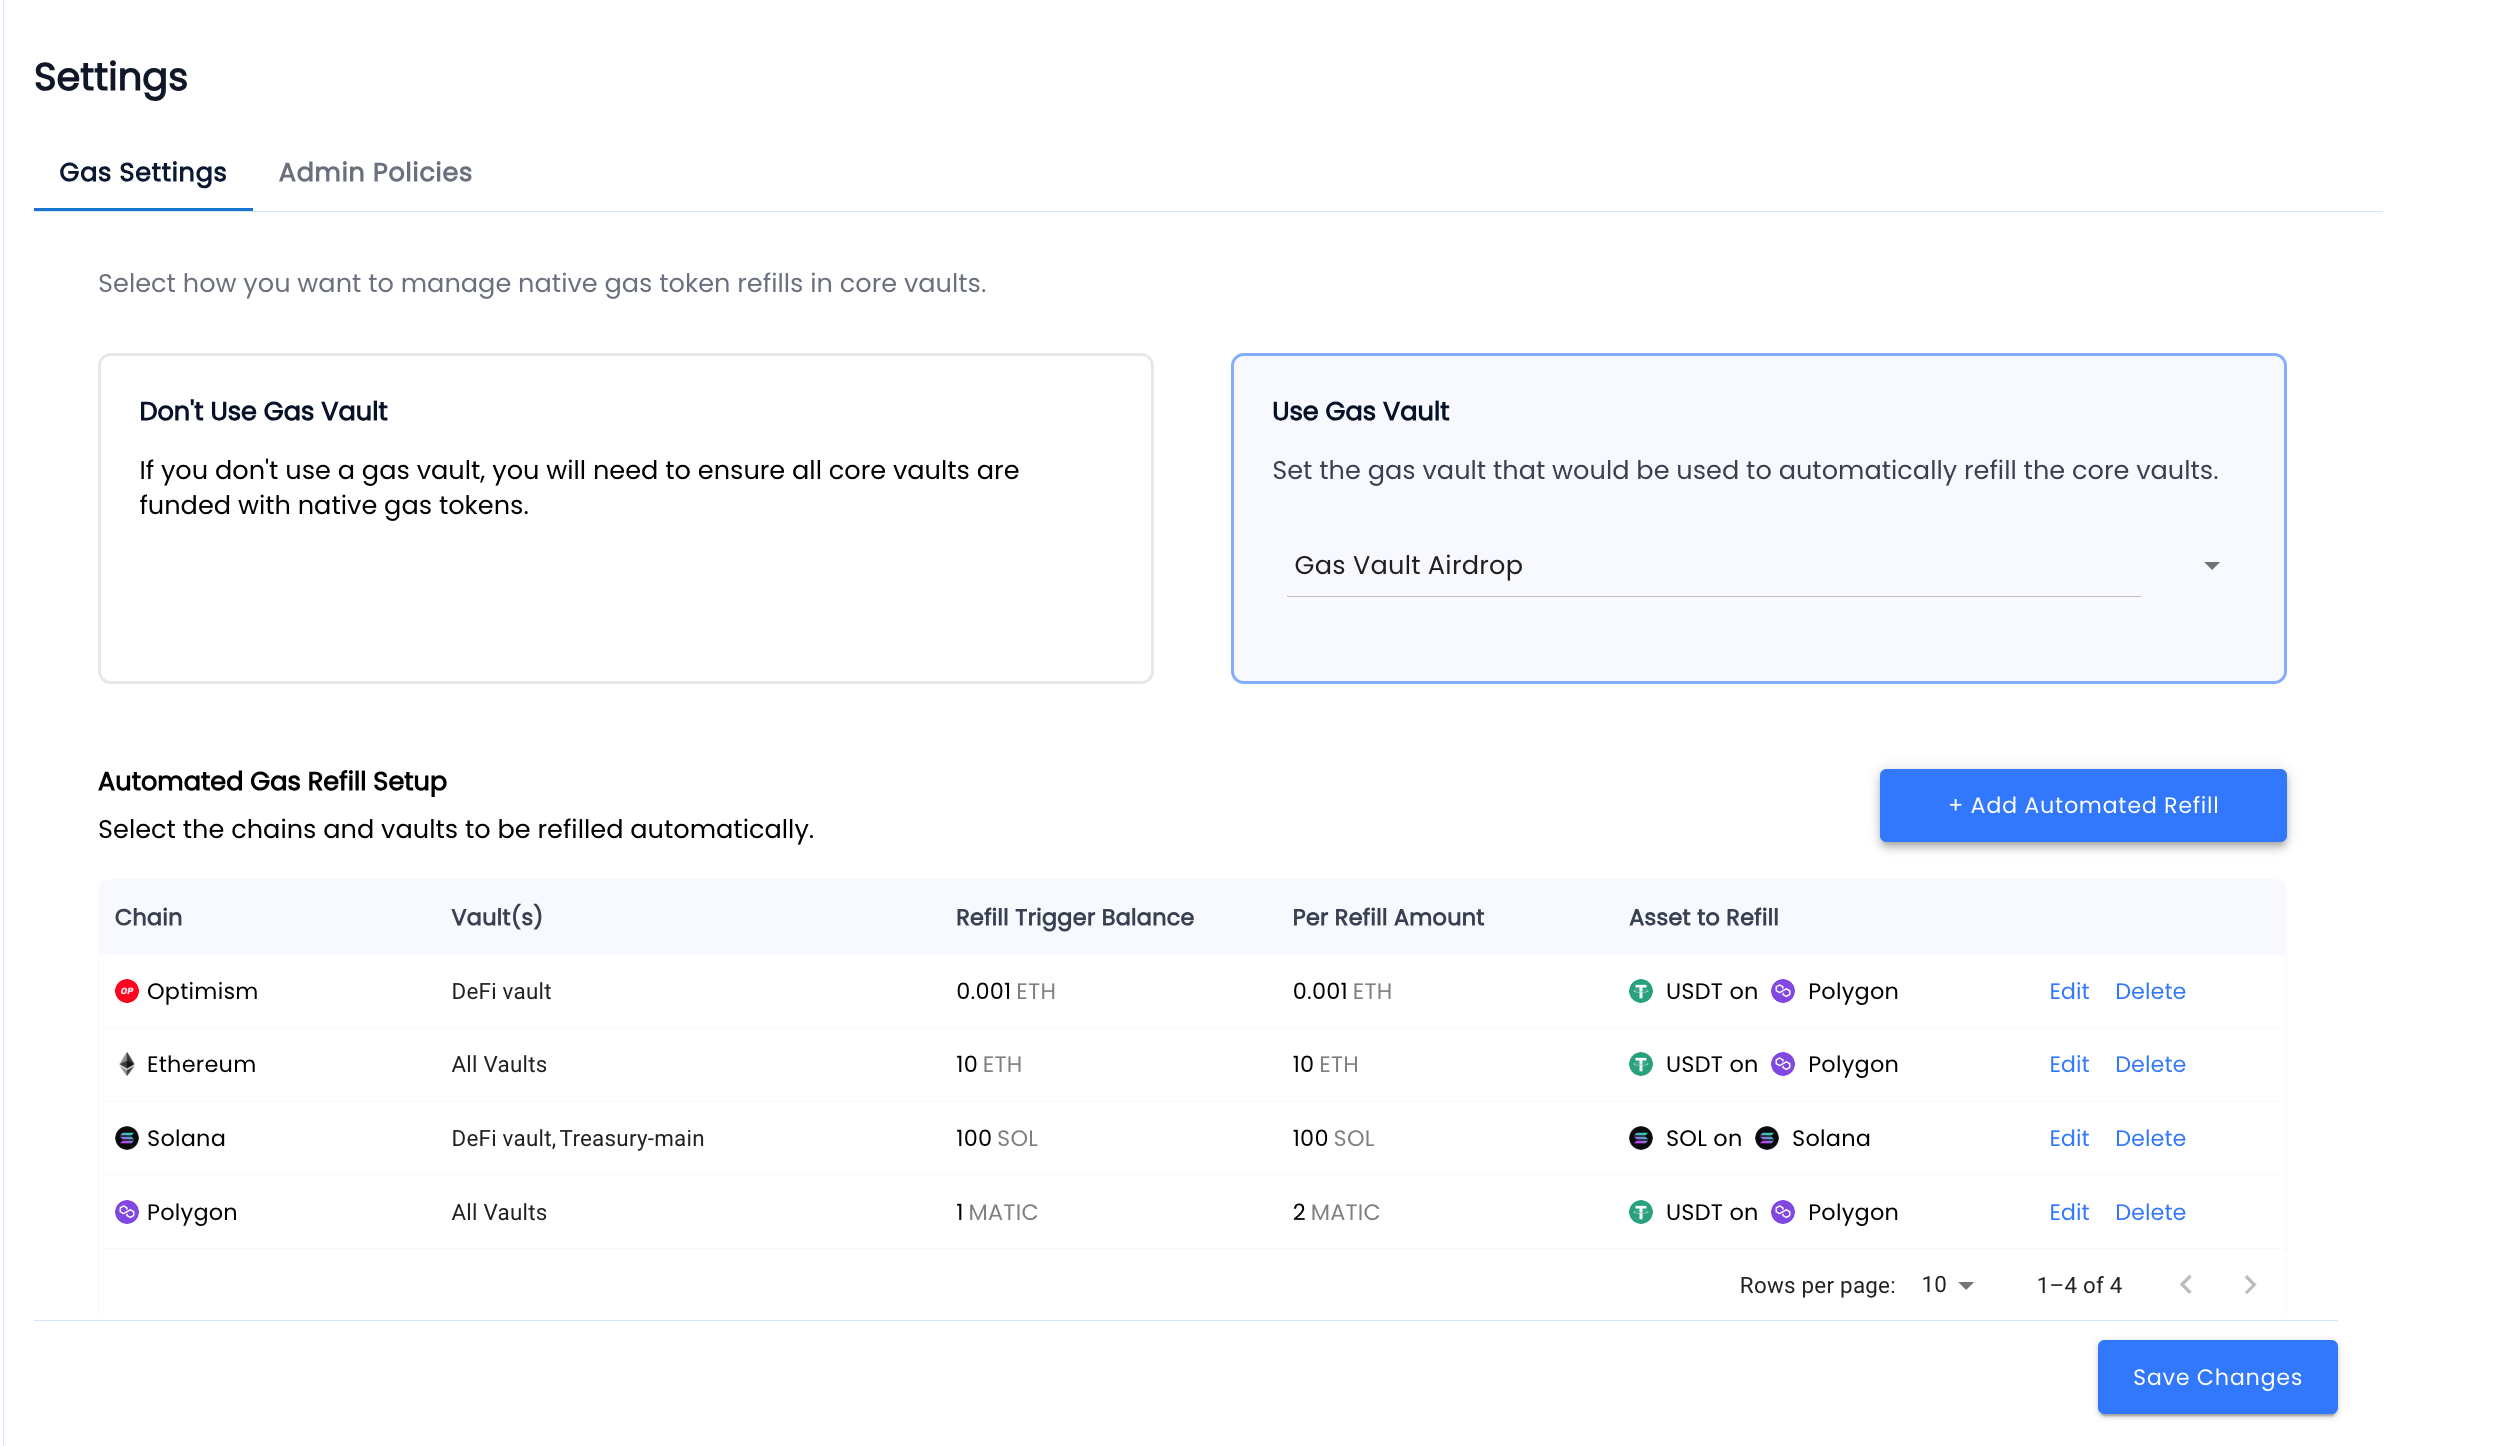 Settings
Gas Settings Admin Policies
Select how you want to manage native gas token refills in core vaults.
Don't Use Gas Vault
If you don't use a gas vault, you will need to ensure all core vaults are
funded with native gas tokens.
Use Gas Vault
Set the gas vault that would be used to automatically refill the core vaults.
Gas Vault Airdrop
Automated Gas Refill Setup
Select the chains and vaults to be refilled automatically.
+ Add Automated Refill
Chain Vault(s) Refill Trigger Balance Per Refill Amount Asset to Refill
OP Optimism DeFi vault 0.001 ETH 0.001 ETH USDT on Polygon Edit Delete
Ethereum All Vaults 10 ETH 10 ETH USDT on Polygon Edit Delete
Solana DeFi vault, Treasury-main 100 SOL 100 SOL SOL on Solana Edit Delete
Polygon All Vaults 1 MATIC 2 MATIC USDT on Polygon Edit Delete
Rows per page: 10 1–4 of 4
Save Changes